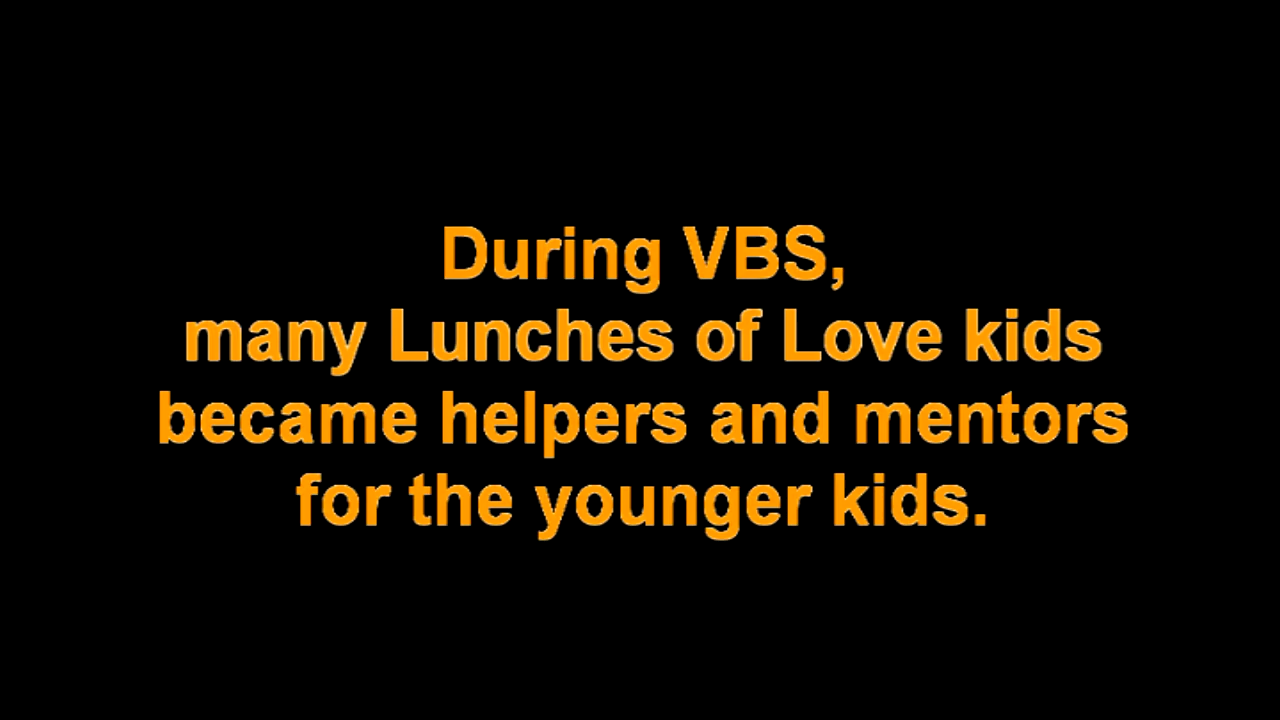 During VBS,
many Lunches of Love kids
became helpers and mentors
for the younger kids.